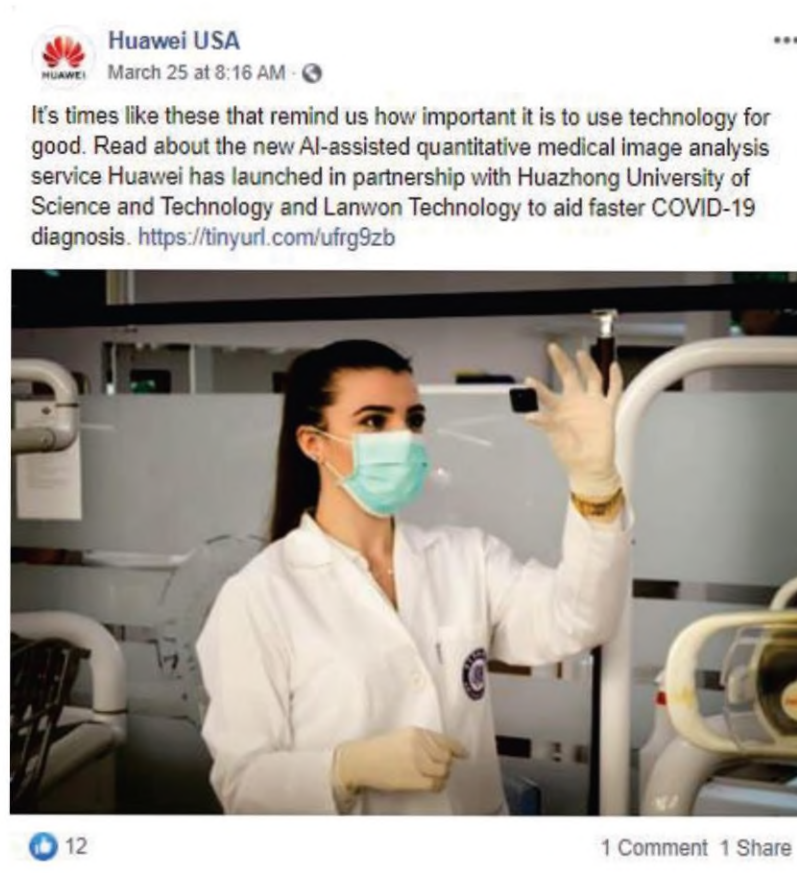 Huawei USA
HUAWEI
March 25 at 8:16 AM ·
It's times like these that remind us how important it is to use technology for
good. Read about the new AI-assisted quantitative medical image analysis
service Huawei has launched in partnership with Huazhong University of
Science and Technology and Lanwon Technology to aid faster COVID-19
diagnosis. https://tinyurl.com/ufrg9zb
12
1 Comment 1 Share